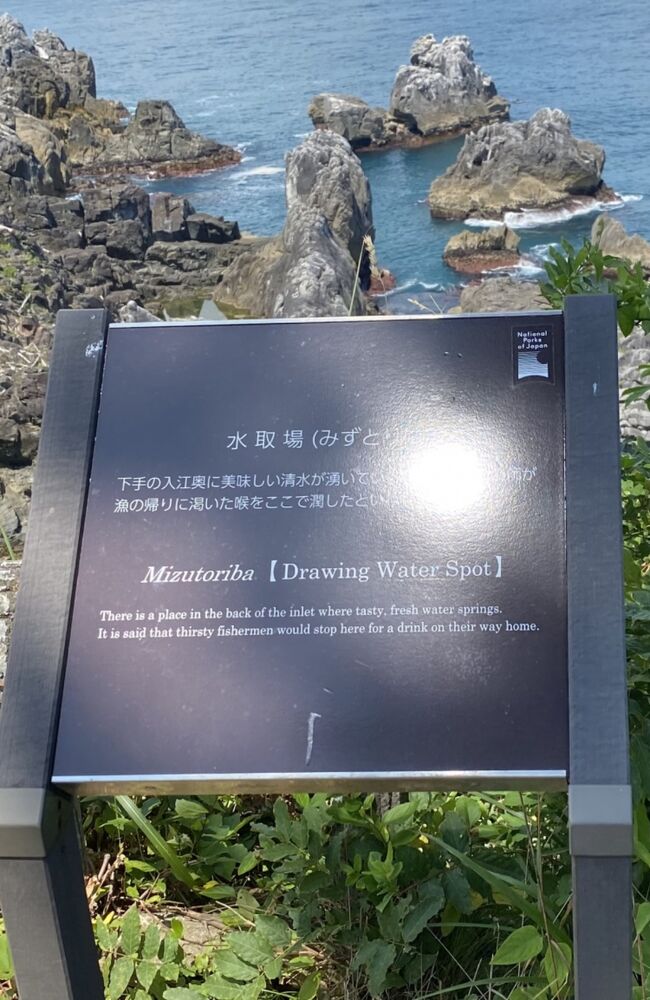 National
Parks
of Japan
水取場 (みずと
下手の入江奥に美味しい清水が湧いてい が
漁の帰りに渇いた喉をここで潤したとい
Mizutoriba【Drawing Water Spot】
There is a place in the back of the inlet where tasty, fresh water springs.
It is said that thirsty fishermen would stop here for a drink on their way home.